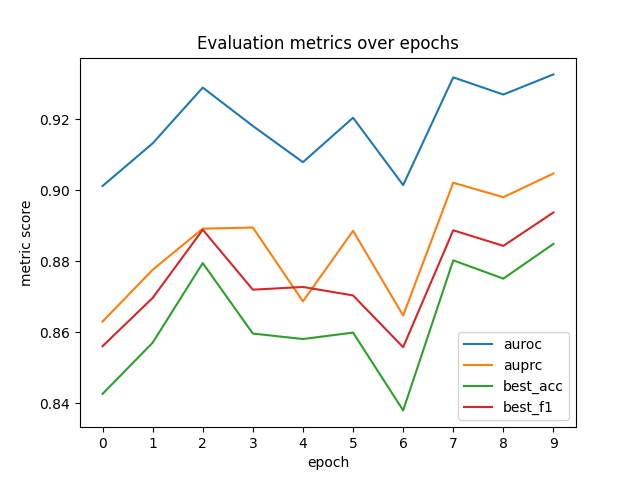 Evaluation metrics over epochs
metric score
0.92
0.90
0.88
0.86
0.84
auroc
auprc
best_acc
best_f1
0 1 2 3 4 5 6 7 8 9
epoch